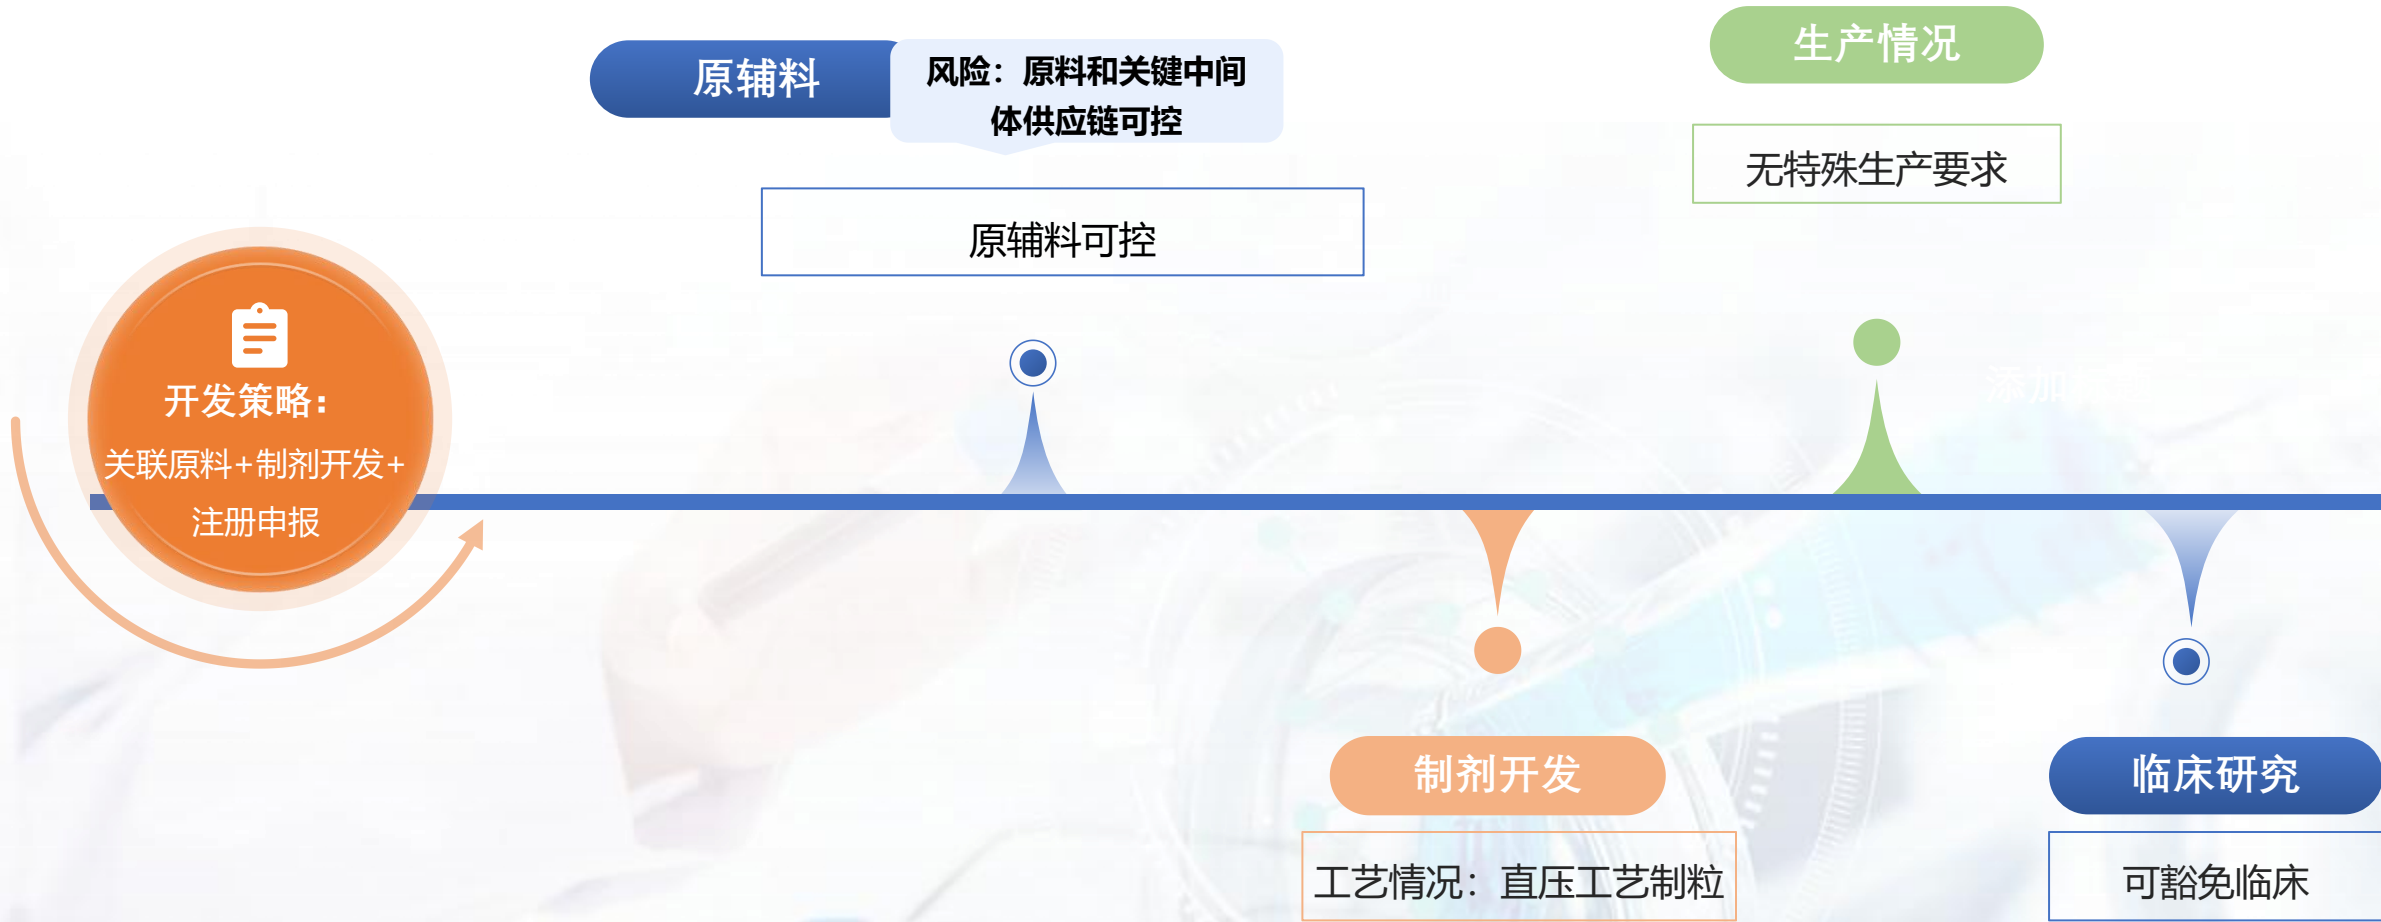 原辅料
风险：原料和关键中间
体供应链可控
原辅料可控
生产情况
无特殊生产要求
开发策略:
关联原料+制剂开发+
注册申报
添加
制剂开发
工艺情况：直压工艺制粒
临床研究
可豁免临床